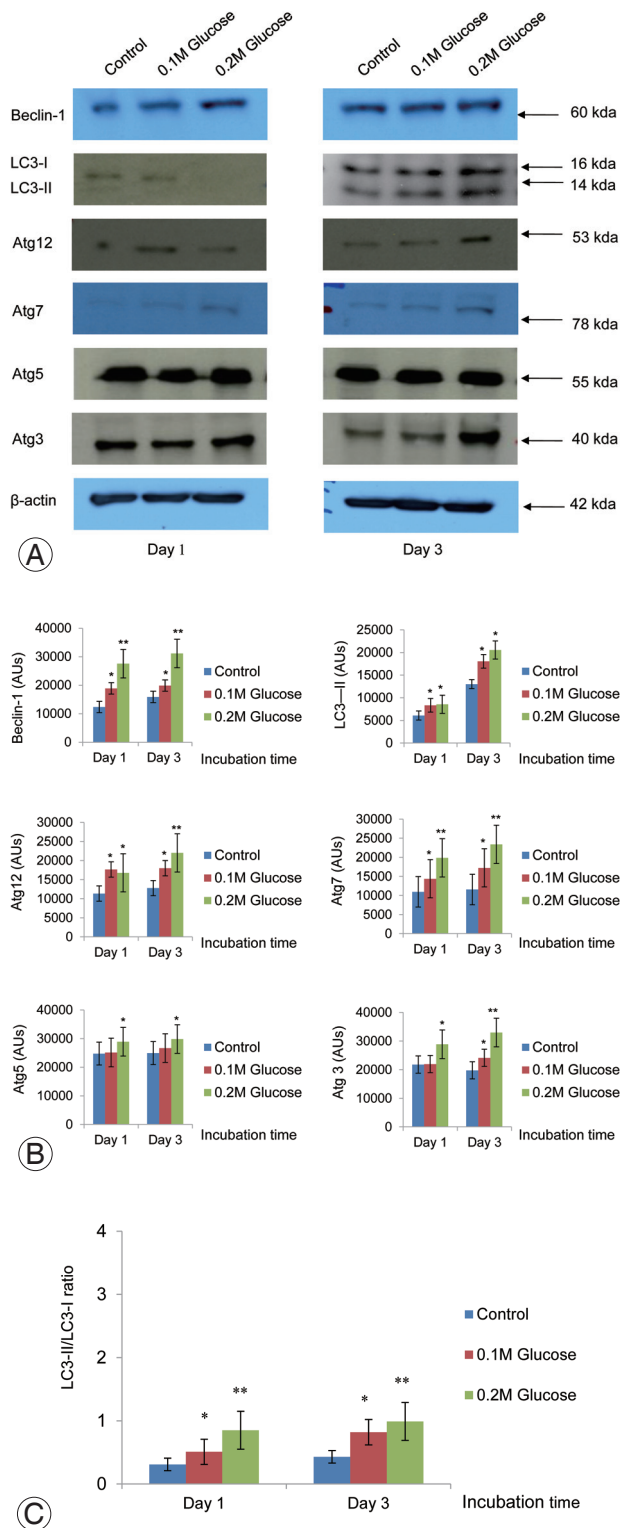 Control 0.1M Glucose 0.2M Glucose Control 0.1M Glucose 0.2M Glucose
Beclin-1 60 kda
LC3-I 16 kda
LC3-II 14 kda
Atg12 53 kda
Atg7 78 kda
Atg5 55 kda
Atg3 40 kda
β-actin 42 kda
A Day 1 Day 3
Beclin-1 (AUs)
40000
30000
20000
10000
0
* ** * **
Day 1 Day 3
Control
0.1M Glucose
0.2M Glucose
Incubation time
LC3—II (AUs)
25000
20000
15000
10000
5000
0
* * * *
Day 1 Day 3
Control
0.1M Glucose
0.2M Glucose
Incubation time
Atg12 (AUs)
30000
25000
20000
15000
10000
5000
0
* * * **
Day 1 Day 3
Control
0.1M Glucose
0.2M Glucose
Incubation time
Atg7 (AUs)
30000
25000
20000
15000
10000
5000
0
* ** * **
Day 1 Day 3
Control
0.1M Glucose
0.2M Glucose
Incubation time
Atg5 (AUs)
40000
30000
20000
10000
0
* *
Day 1 Day 3
Control
0.1M Glucose
0.2M Glucose
Incubation time
Atg 3 (AUs)
40000
30000
20000
10000
0
* * **
Day 1 Day 3
Control
0.1M Glucose
0.2M Glucose
Incubation time
B
LC3-II/LC3-I ratio
4
3
2
1
0
* ** * **
Day 1 Day 3
Control
0.1M Glucose
0.2M Glucose
Incubation time
C